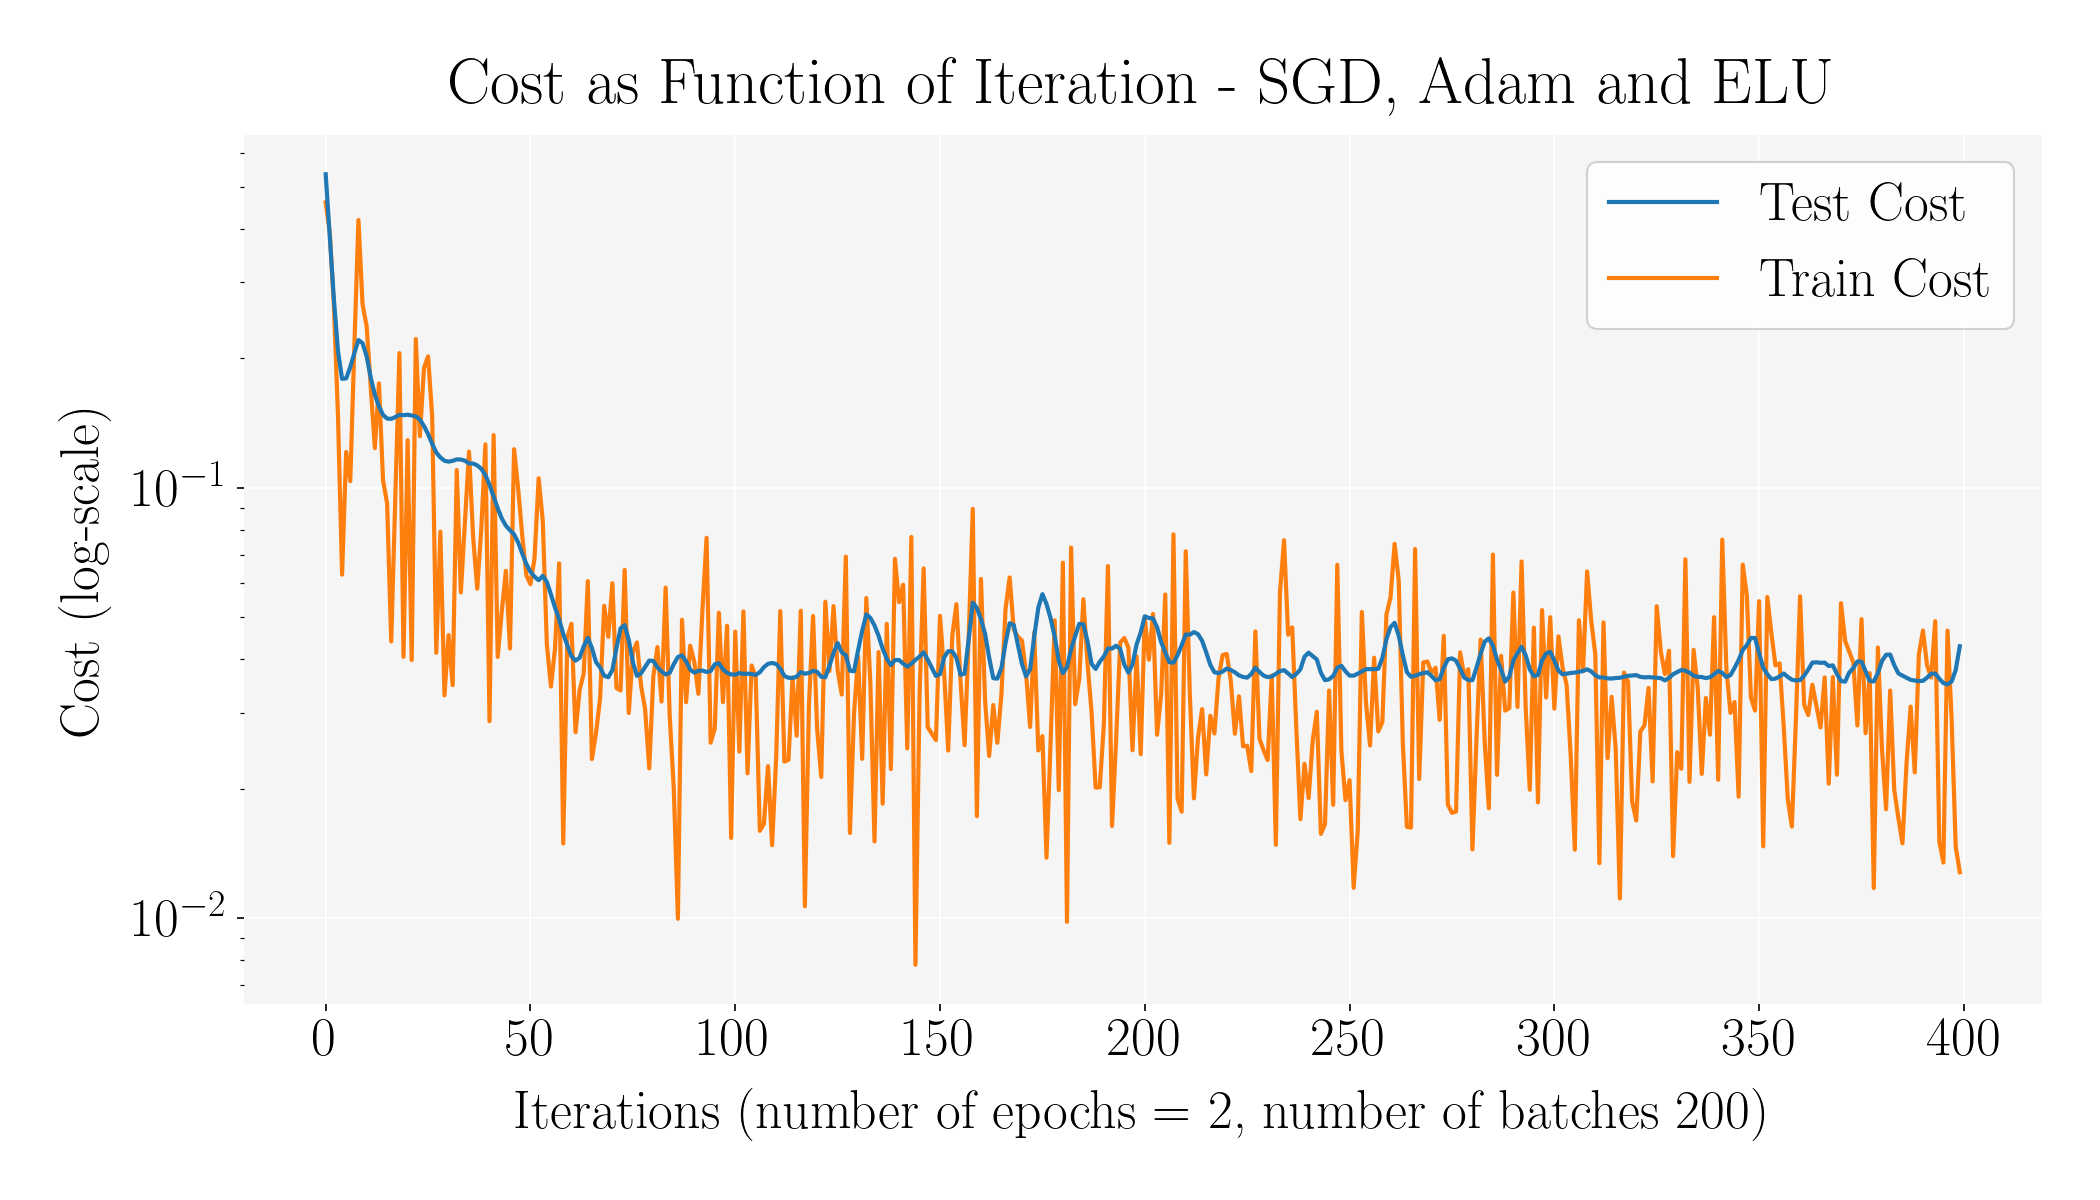 Cost as Function of Iteration - SGD, Adam and ELU
Test Cost
Train Cost
Cost (log-scale)
10⁻¹
10⁻²
0 50 100 150 200 250 300 350 400
Iterations (number of epochs = 2, number of batches 200)